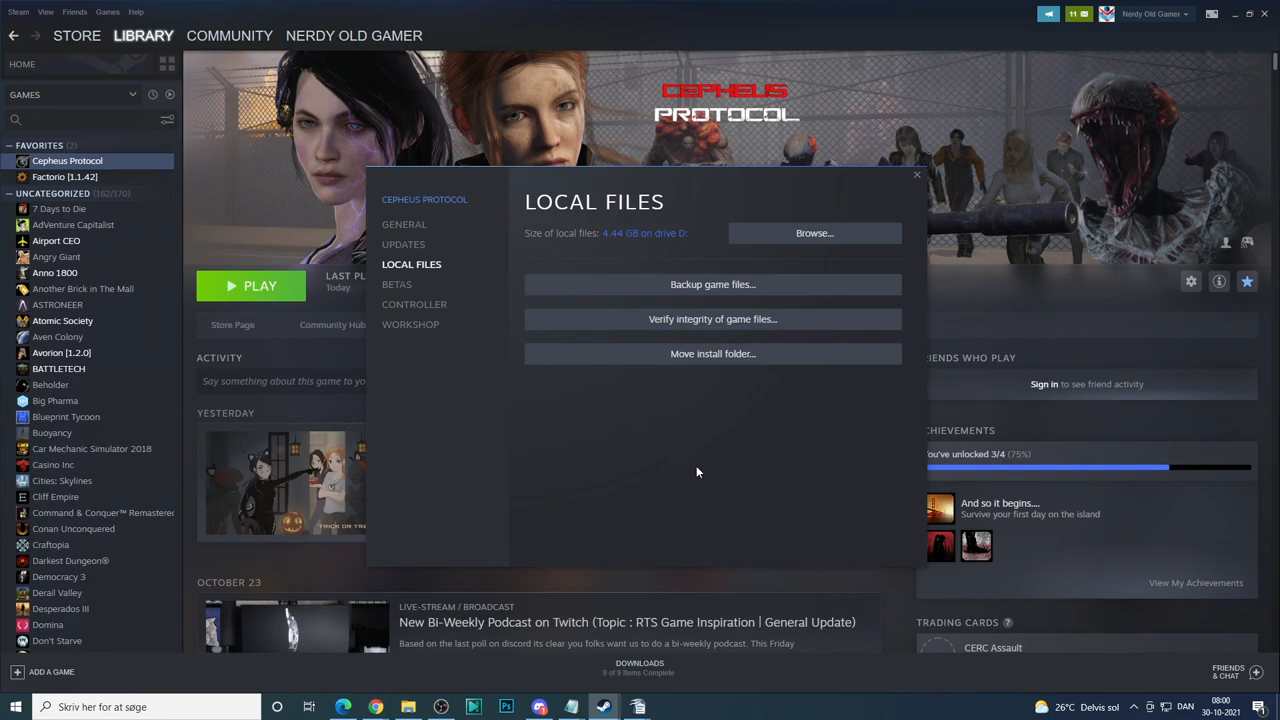 Steam View Friends Games Help
11
Nerdy Old Gamer
STORE LIBRARY COMMUNITY NERDY OLD GAMER
HOME
GAMES
FAVORITES (2)
Cepheus Protocol
Factorio [1.1.42]
UNCATEGORIZED (162/170)
7 Days to Die
AdVenture Capitalist
Airport CEO
Angry Giant
Anno 1800
Another Brick in The Mall
ASTRONEER
Atomic Society
Aven Colony
Avorion [1.2.0]
BATTLETECH
Beholder
Big Pharma
Blueprint Tycoon
Buoyancy
Car Mechanic Simulator 2018
Casino Inc
Cities: Skylines
Cliff Empire
Command & Conquer™ Remastered
Conan Unconquered
Craftopia
Darkest Dungeon®
Democracy 3
Derail Valley
Desperados III
Domina
Don't Starve
ADD A GAME
CEPHEUS
PROTOCOL
PLAY
LAST PL
Today
Store Page Community Hub
ACTIVITY
Say something about this game to yo
YESTERDAY
TRICK OR TRE
OCTOBER 23
LIVE-STREAM / BROADCAST
New Bi-Weekly Podcast on Twitch (Topic : RTS Game Inspiration | General Update)
Based on the last poll on discord its clear you folks want us to do a bi-weekly podcast. This Friday
CEPHEUS PROTOCOL
GENERAL
UPDATES
LOCAL FILES
BETAS
CONTROLLER
WORKSHOP
LOCAL FILES
Size of local files: 4.44 GB on drive D:
Browse...
Backup game files...
Verify integrity of game files...
Move install folder...
IENDS WHO PLAY
Sign in to see friend activity
CHIEVEMENTS
You've unlocked 3/4 (75%)
And so it begins....
Survive your first day on the island
View My Achievements
TRADING CARDS ?
CERC Assault
DOWNLOADS
9 of 9 Items Complete
FRIENDS
& CHAT
Skriv her for at søge
Ps
26°C Delvis sol
DAN
08:00
30-10-2021
1